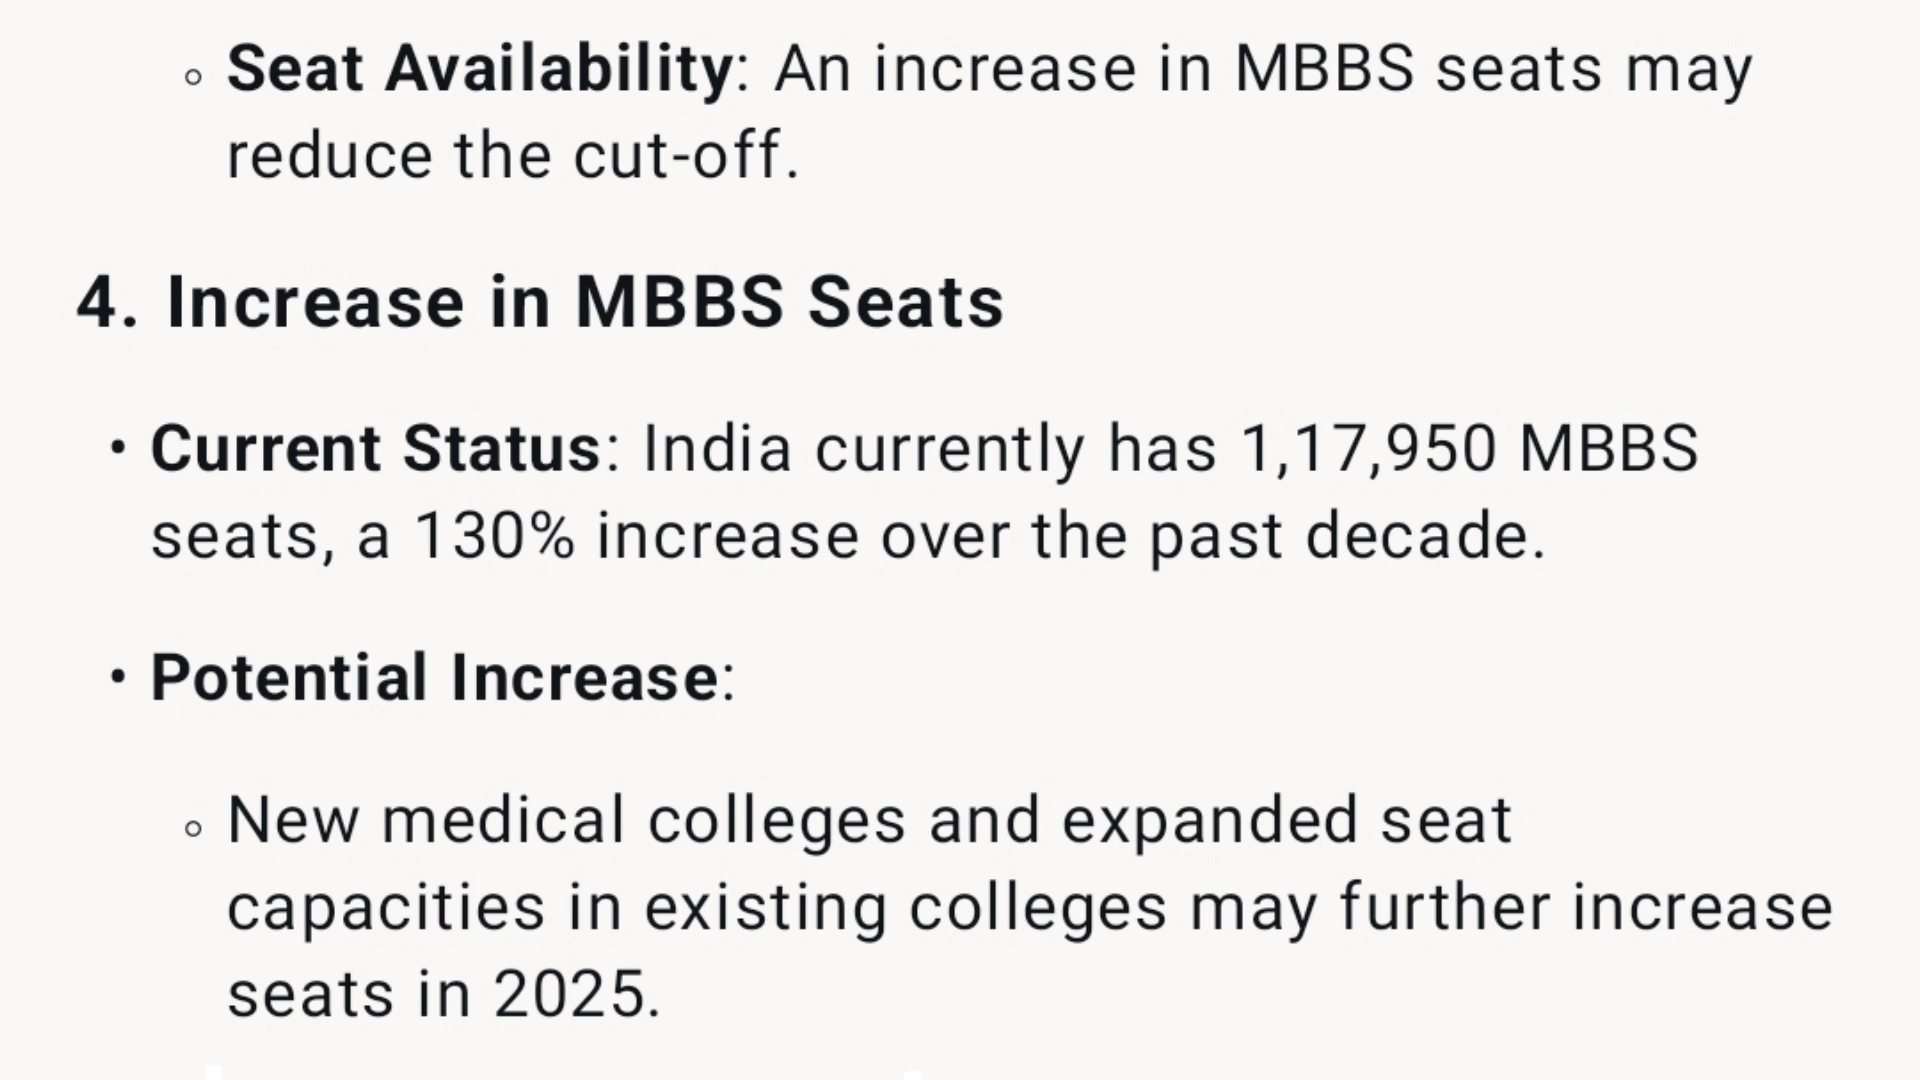 ◦ Seat Availability: An increase in MBBS seats may
reduce the cut-off.
4. Increase in MBBS Seats
• Current Status: India currently has 1,17,950 MBBS
seats, a 130% increase over the past decade.
• Potential Increase:
◦ New medical colleges and expanded seat
capacities in existing colleges may further increase
seats in 2025.